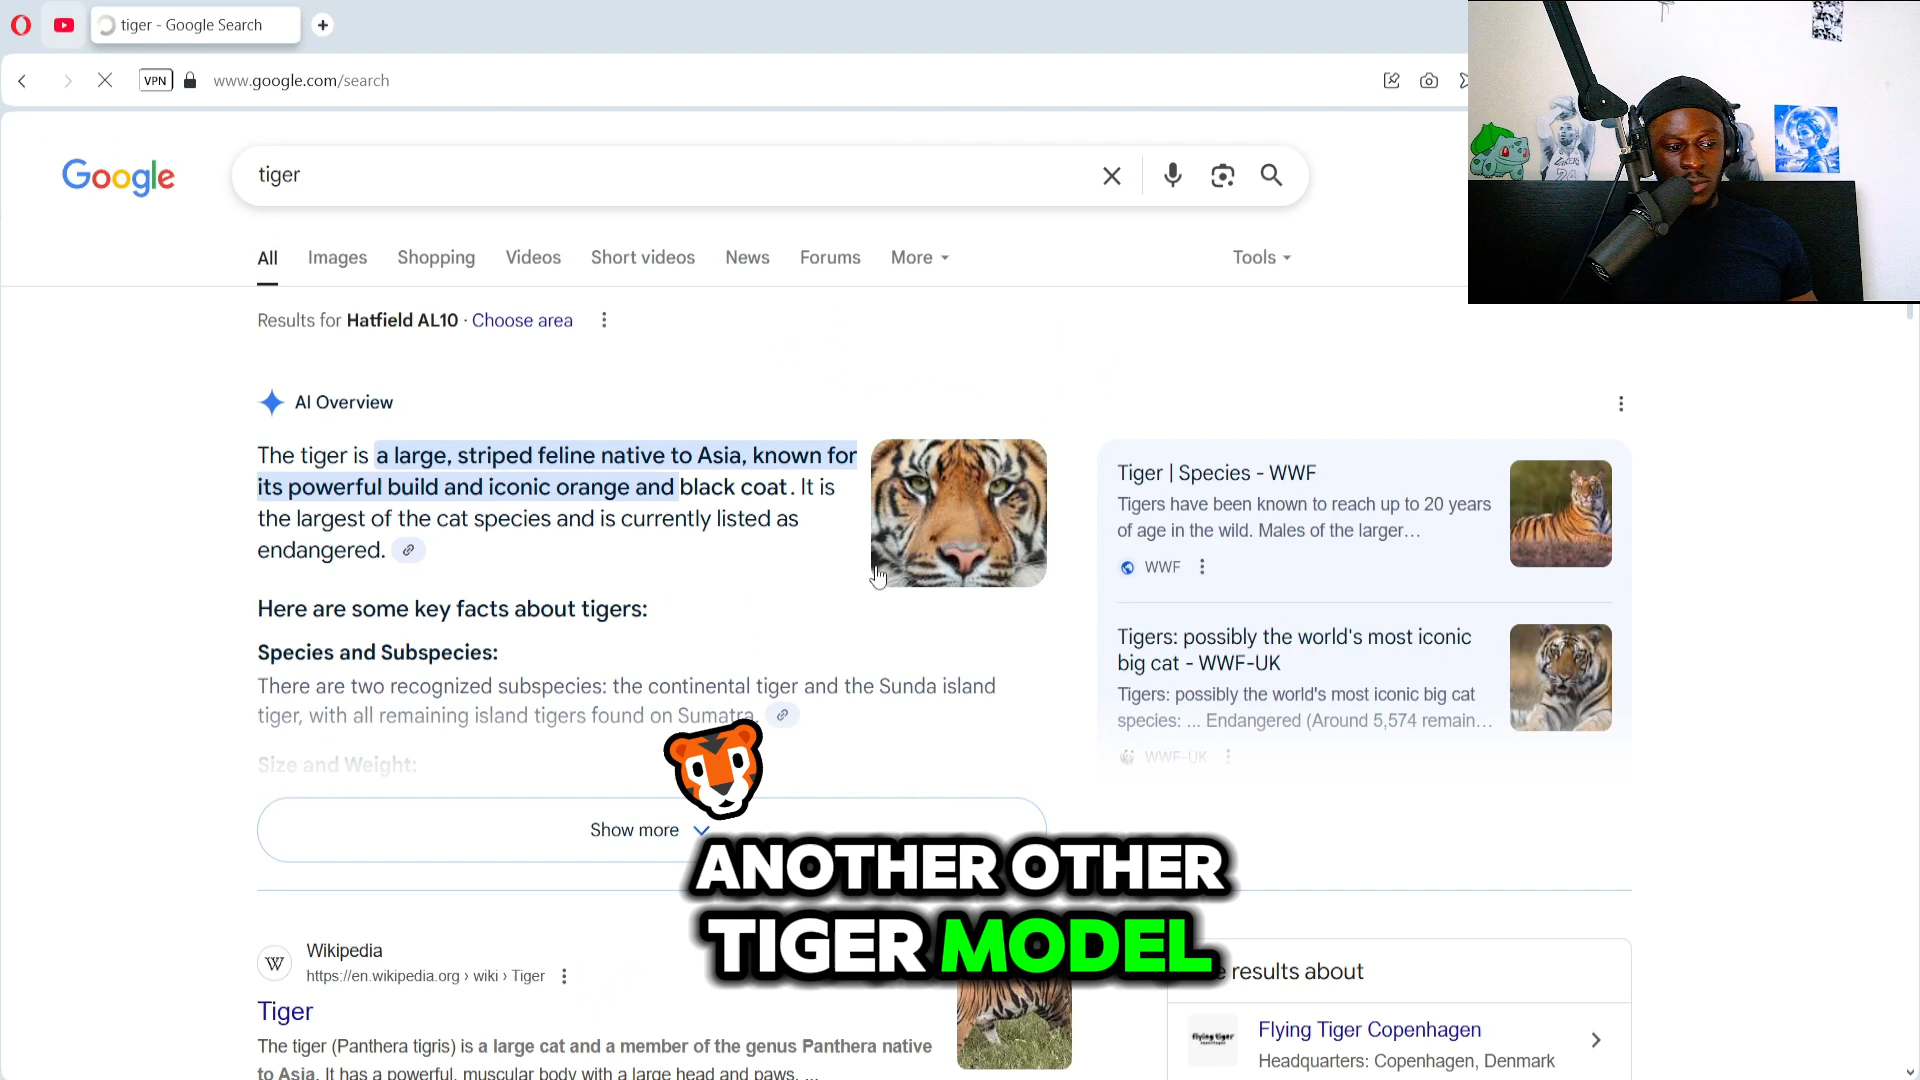 tiger - Google Search
VPN
www.google.com/search
Google
tiger
All
Images
Shopping
Videos
Short videos
News
Forums
More
Tools
Results for Hatfield AL10 · Choose area
AI Overview
The tiger is a large, striped feline native to Asia, known for
its powerful build and iconic orange and black coat. It is
the largest of the cat species and is currently listed as
endangered.
Here are some key facts about tigers:
Species and Subspecies:
There are two recognized subspecies: the continental tiger and the Sunda island
tiger, with all remaining island tigers found on Sumatra.
Size and Weight:
Show more
Tiger | Species - WWF
Tigers have been known to reach up to 20 years
of age in the wild. Males of the larger...
WWF
Tigers: possibly the world's most iconic
big cat - WWF-UK
Tigers: possibly the world's most iconic big cat
species: ... Endangered (Around 5,574 remain...
WWF-UK
ANOTHER OTHER
TIGER MODEL
W
Wikipedia
https://en.wikipedia.org › wiki › Tiger
Tiger
The tiger (Panthera tigris) is a large cat and a member of the genus Panthera native
to Asia. It has a powerful, muscular body with a large head and paws, ...
results about
flying tiger
Flying Tiger Copenhagen
Headquarters: Copenhagen, Denmark
24